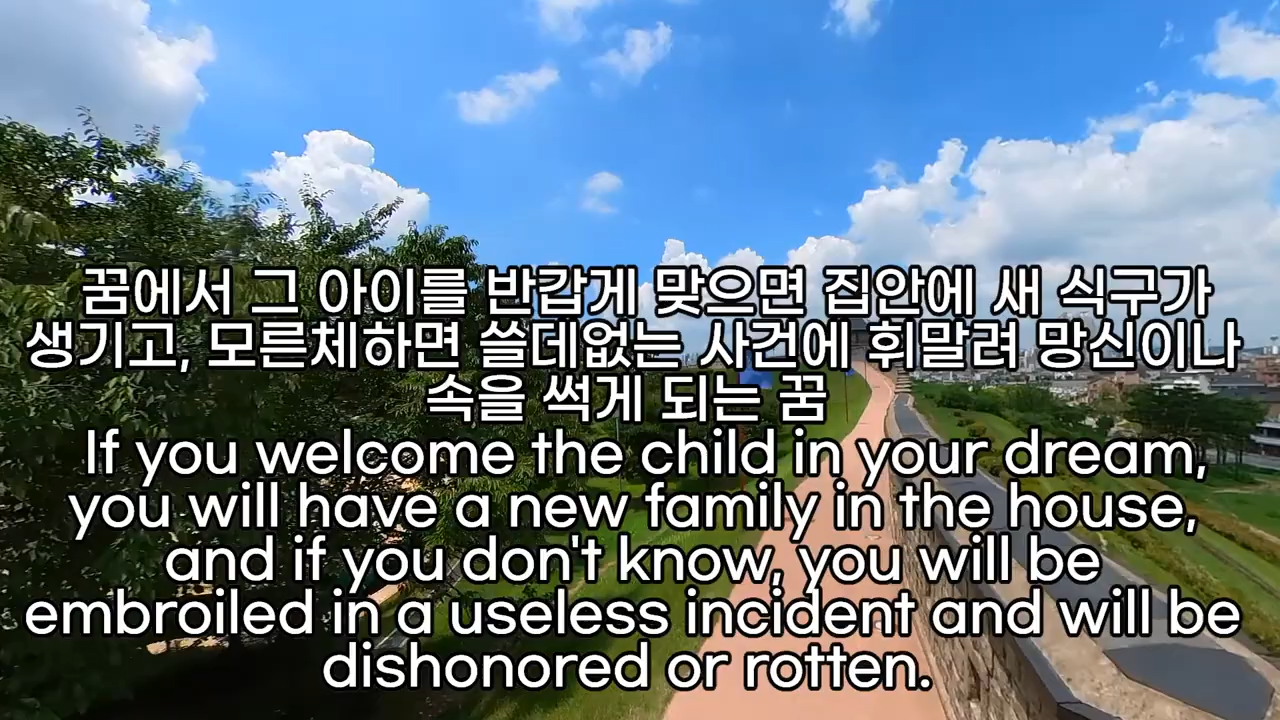 꿈에서 그 아이를 반갑게 맞으면 집안에 새 식구가
생기고, 모른체하면 쓸데없는 사건에 휘말려 망신이나
속을 썩게 되는 꿈
If you welcome the child in your dream,
you will have a new family in the house,
and if you don't know, you will be
embroiled in a useless incident and will be
dishonored or rotten.